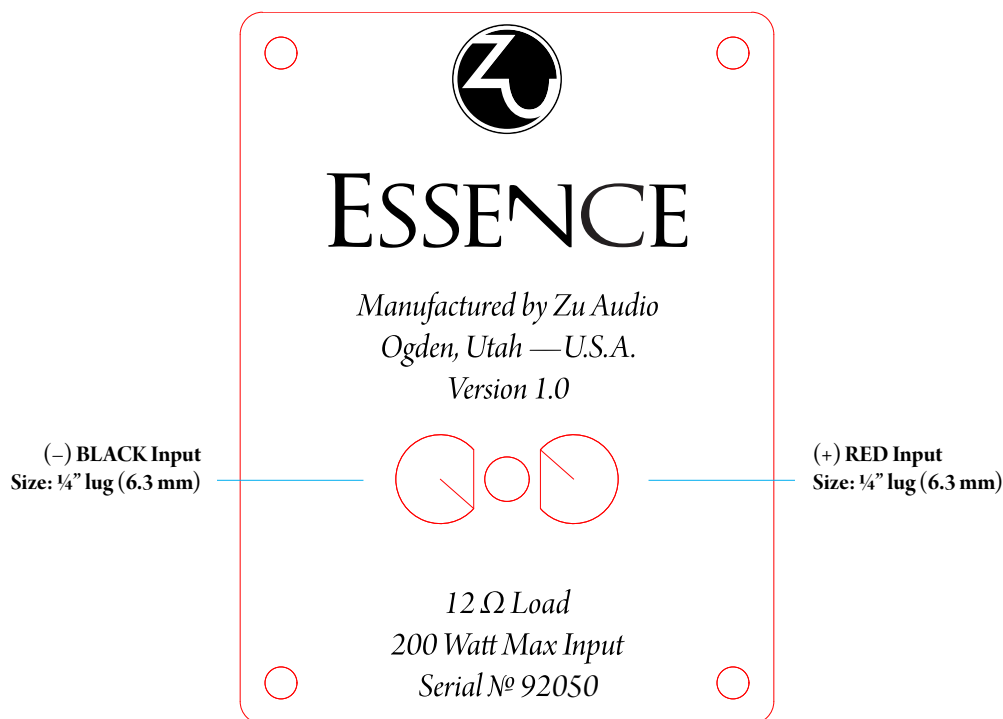 Zu
ESSENCE
Manufactured by Zu Audio
Ogden, Utah —U.S.A.
Version 1.0
(–) BLACK Input
Size: ¼” lug (6.3 mm)
(+) RED Input
Size: ¼” lug (6.3 mm)
12 Ω Load
200 Watt Max Input
Serial № 92050